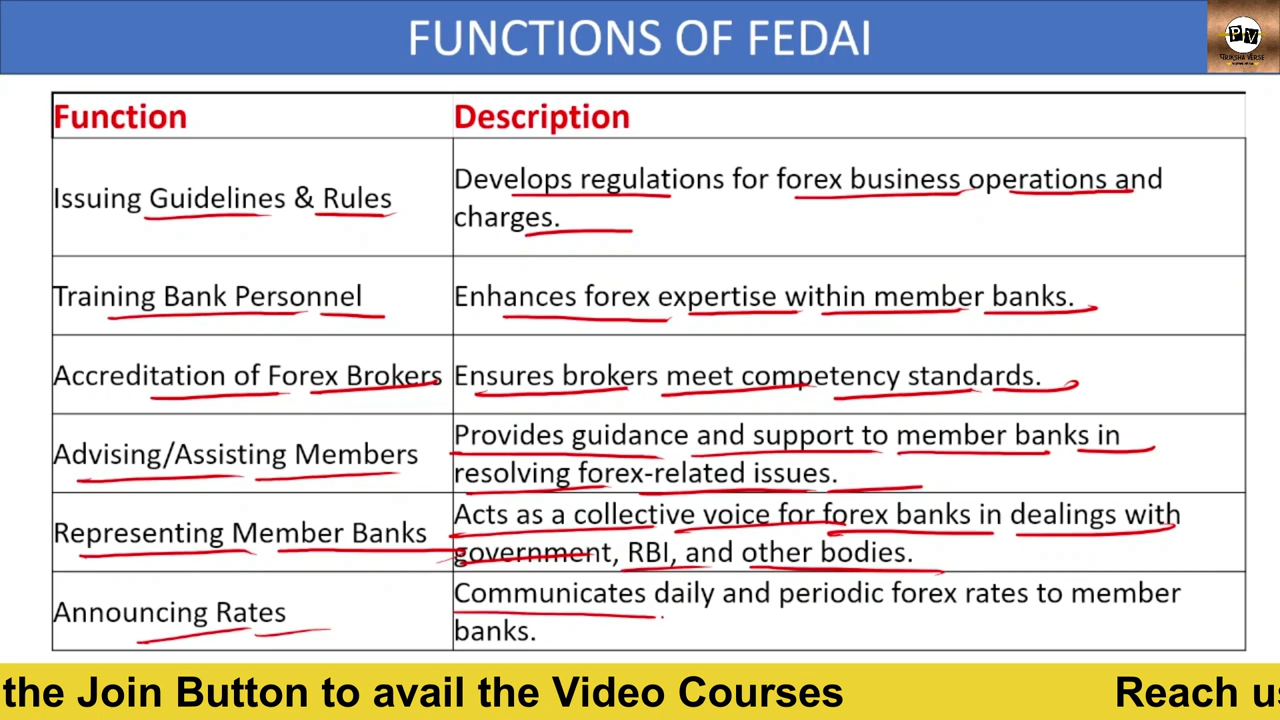 FUNCTIONS OF FEDAI
PV
परिक्षा VERSE
Function Description
Issuing Guidelines & Rules
Develops regulations for forex business operations and
charges.
Training Bank Personnel
Enhances forex expertise within member banks.
Accreditation of Forex Brokers
Ensures brokers meet competency standards.
Advising/Assisting Members
Provides guidance and support to member banks in
resolving forex-related issues.
Representing Member Banks
Acts as a collective voice for forex banks in dealings with
government, RBI, and other bodies.
Announcing Rates
Communicates daily and periodic forex rates to member
banks.
the Join Button to avail the Video Courses Reach us